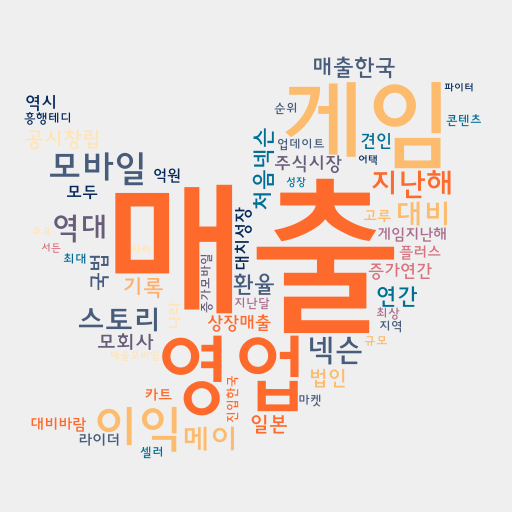 매출한국
게임
파이터
역시
순위
콘텐츠
흥행테디
공시창립
처음넥슨
업데이트
견인
모바일
억원
주식시장
어택
지난해
모두
성장
매출
대치성장
역대
고루
대비
게임지난해
서든
최대
국법
기록
증가모바일
환율
플러스
증가연간
지난달
연간
스토리
상장매출
최상
지역
모회사
영업
넥슨
규모
법인
카트
진입한국
마켓
대비바람
이익
메이
일본
라이더
셀러